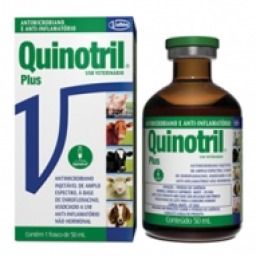 ANTIMICROBIANO
E ANTI-INFLAMATÓRIO
Quinotril
USO VETERINÁRIO
Plus
ANTIMICROBIANO
INJETÁVEL DE AMPLO
ESPECTRO, À BASE
DE ENROFLOXACINO,
ASSOCIADO A UM
ANTI-INFLAMATÓRIO
NÃO HORMONAL.
Contém 1 frasco de 50 mL
ANTIMICROBIANO E ANTI-INFLAMATÓRIO
Quinotril
USO VETERINÁRIO
Plus
Conteúdo 50 mL